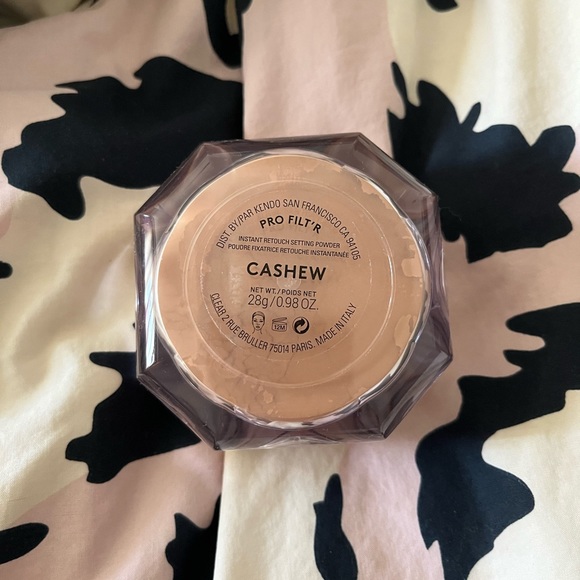 DIST. BY/PAR KENDO SAN FRANCISCO CA 94105
PRO FILT'R
INSTANT RETOUCH SETTING POWDER
POUDRE FIXATRICE RETOUCHE INSTANTANÉE
CASHEW
NET WT. / POIDS NET
28g/0.98 OZ.
12M
CLEAR 2 RUE BRULLER 75014 PARIS. MADE IN ITALY